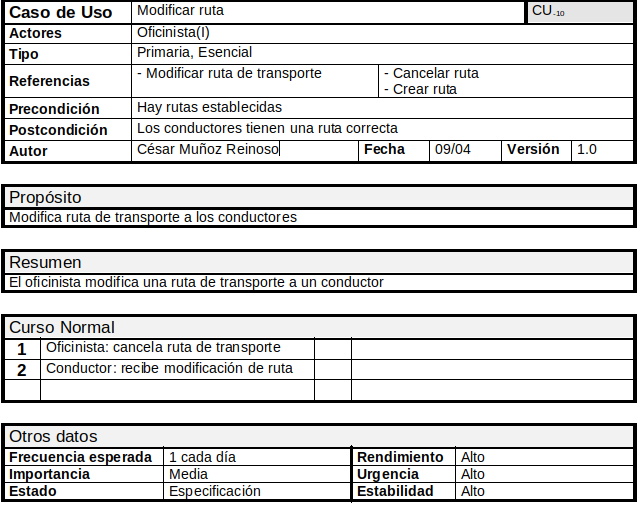 Caso de Uso Modificar ruta CU-10
Actores Oficinista(I)
Tipo Primaria, Esencial
Referencias - Modificar ruta de transporte - Cancelar ruta
- Crear ruta
Precondición Hay rutas establecidas
Postcondición Los conductores tienen una ruta correcta
Autor César Muñoz Reinoso Fecha 09/04 Versión 1.0
Propósito
Modifica ruta de transporte a los conductores
Resumen
El oficinista modifica una ruta de transporte a un conductor
Curso Normal
1 Oficinista: cancela ruta de transporte
2 Conductor: recibe modificación de ruta
Otros datos
Frecuencia esperada 1 cada día Rendimiento Alto
Importancia Media Urgencia Alto
Estado Especificación Estabilidad Alto